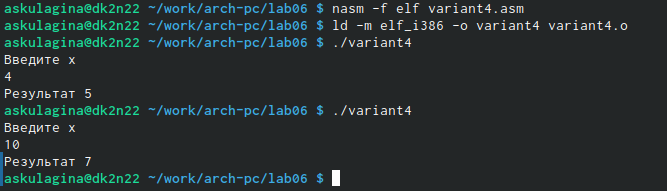 askulagina@dk2n22 ~/work/arch-pc/lab06 $ nasm -f elf variant4.asm
askulagina@dk2n22 ~/work/arch-pc/lab06 $ ld -m elf_i386 -o variant4 variant4.o
askulagina@dk2n22 ~/work/arch-pc/lab06 $ ./variant4
Введите x
4
Результат 5
askulagina@dk2n22 ~/work/arch-pc/lab06 $ ./variant4
Введите x
10
Результат 7
askulagina@dk2n22 ~/work/arch-pc/lab06 $